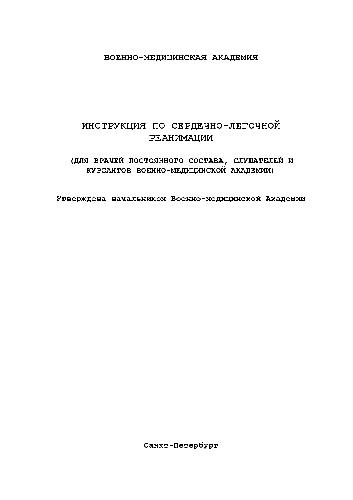 ВОЕННО-МЕДИЦИНСКАЯ АКАДЕМИЯ
ИНСТРУКЦИЯ ПО СЕРДЕЧНО-ЛЕГОЧНОЙ
РЕАНИМАЦИИ
(ДЛЯ ВРАЧЕЙ ПОСТОЯННОГО СОСТАВА, СЛУШАТЕЛЕЙ И
КУРСАНТОВ ВОЕННО-МЕДИЦИНСКОЙ АКАДЕМИИ)
Утверждена начальником Военно-медицинской Академии
Санкт-Петербург